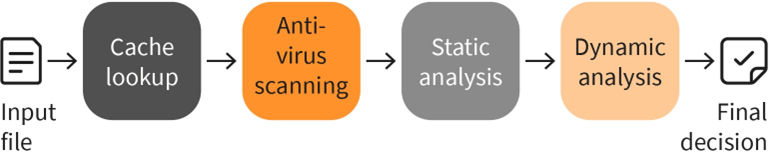 Input
file
Cache
lookup
Anti-
virus
scanning
Static
analysis
Dynamic
analysis
Final
decision